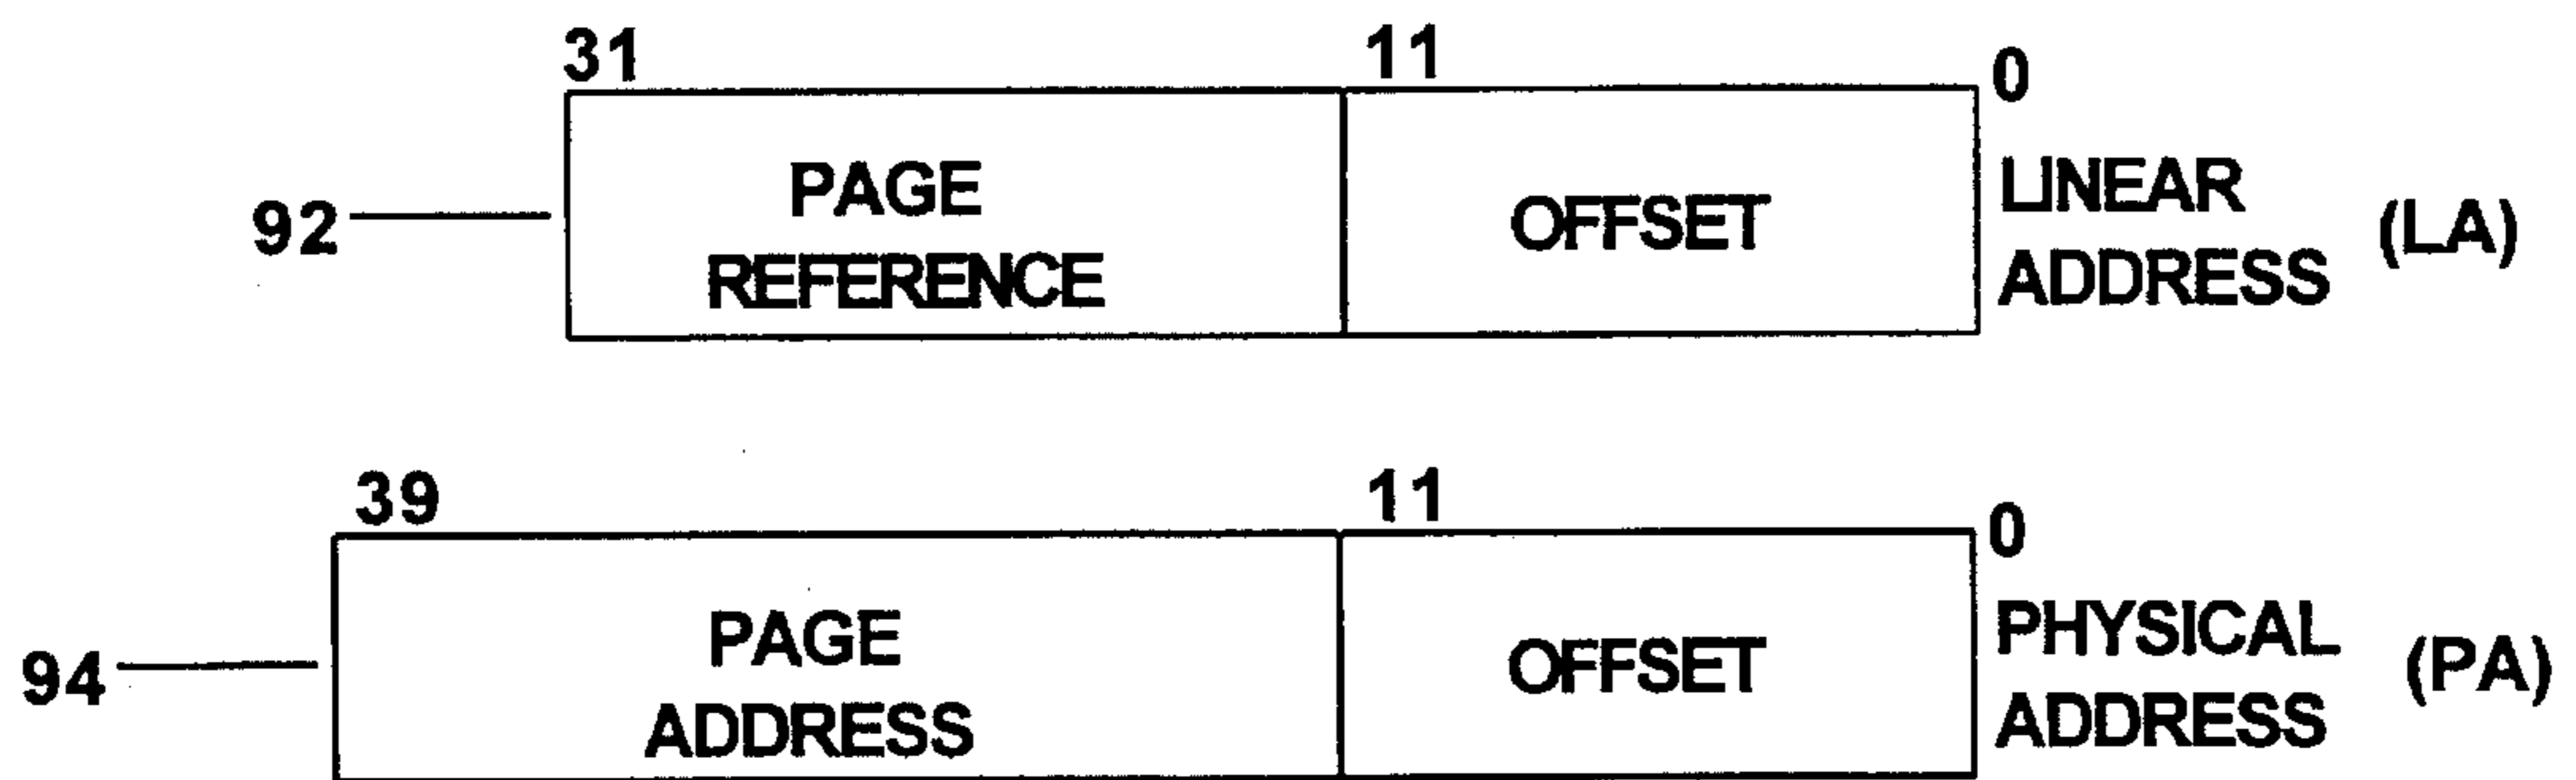 31 11 0
PAGE
REFERENCE
OFFSET
LINEAR
ADDRESS
(LA)
92
39 11 0
PAGE
ADDRESS
OFFSET
PHYSICAL
ADDRESS
(PA)
94